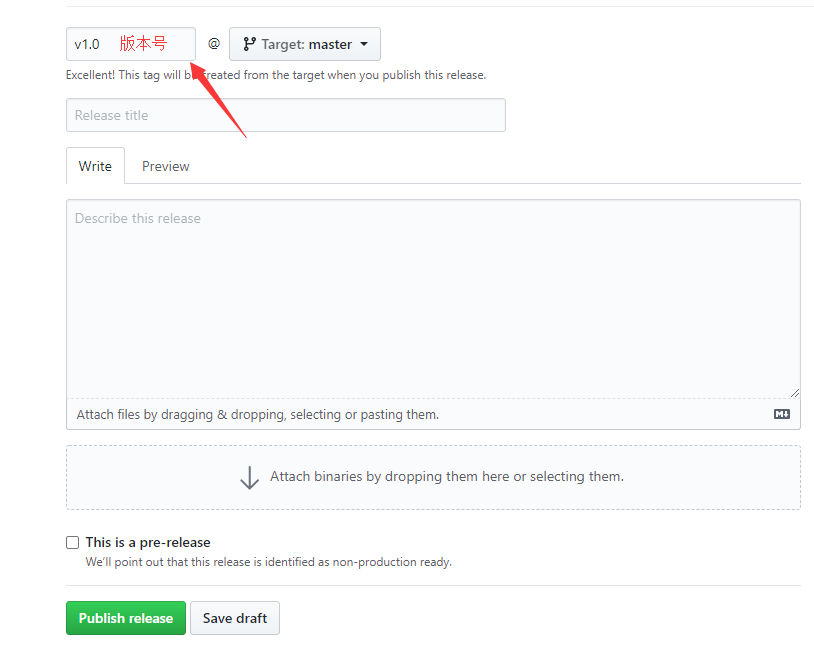 v1.0 版本号 @ Target: master
Excellent! This tag will be created from the target when you publish this release.
Release title
Write Preview
Describe this release
Attach files by dragging & dropping, selecting or pasting them.
Attach binaries by dropping them here or selecting them.
This is a pre-release
We'll point out that this release is identified as non-production ready.
Publish release Save draft